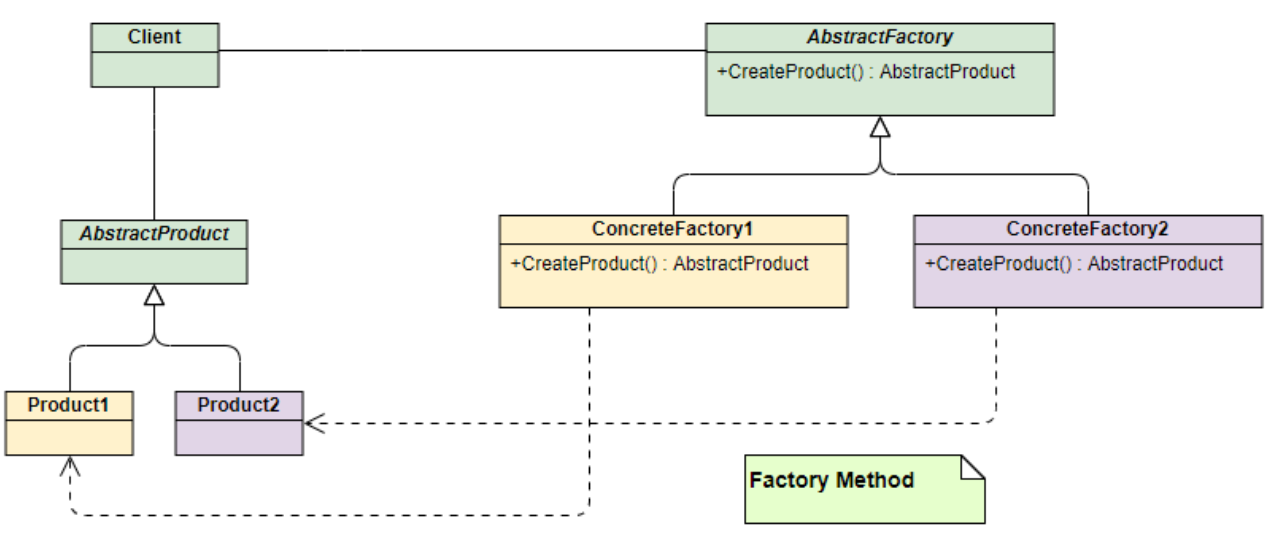 Client
AbstractFactory
+CreateProduct() : AbstractProduct
AbstractProduct
ConcreteFactory1
+CreateProduct() : AbstractProduct
ConcreteFactory2
+CreateProduct() : AbstractProduct
Product1
Product2
Factory Method